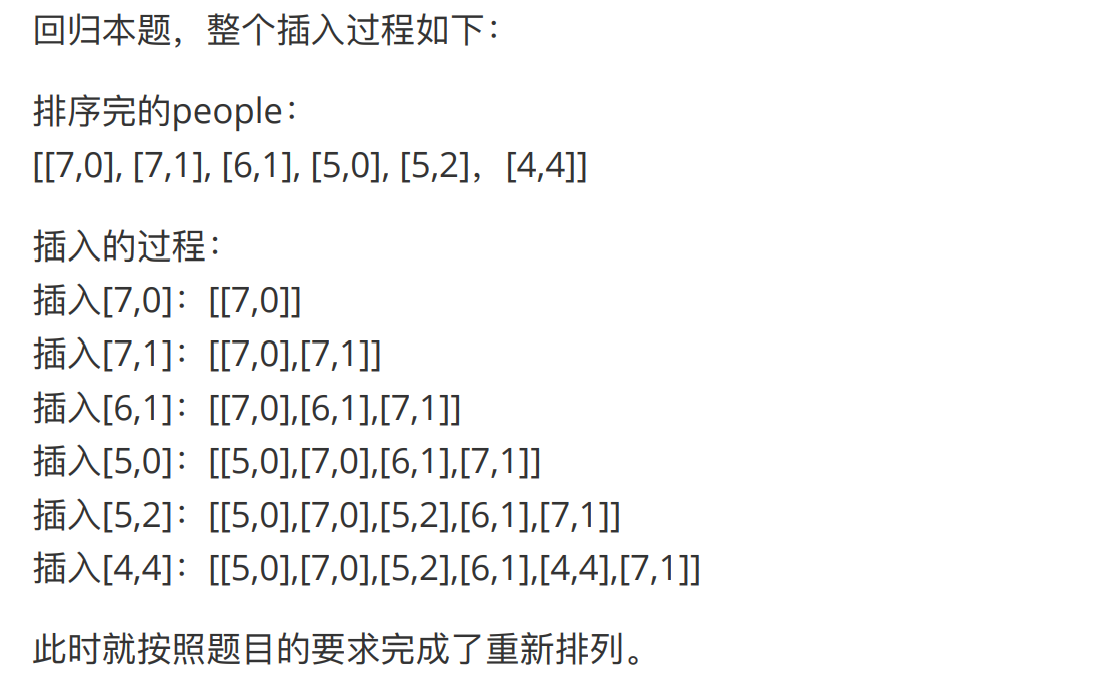 回归本题，整个插入过程如下：
排序完的people：
[[7,0], [7,1], [6,1], [5,0], [5,2]，[4,4]]
插入的过程：
插入[7,0]：[[7,0]]
插入[7,1]：[[7,0],[7,1]]
插入[6,1]：[[7,0],[6,1],[7,1]]
插入[5,0]：[[5,0],[7,0],[6,1],[7,1]]
插入[5,2]：[[5,0],[7,0],[5,2],[6,1],[7,1]]
插入[4,4]：[[5,0],[7,0],[5,2],[6,1],[4,4],[7,1]]
此时就按照题目的要求完成了重新排列。